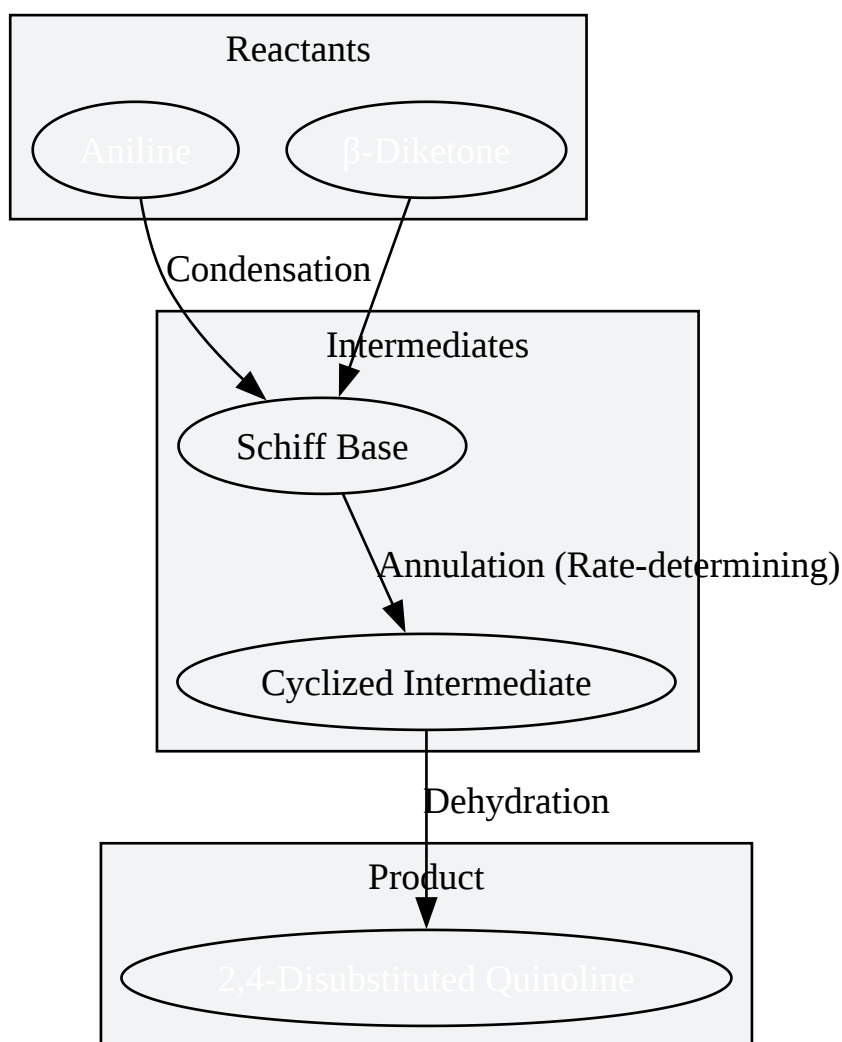 Reactants
Aniline
β-Diketone
Condensation
Intermediates
Schiff Base
Annulation (Rate-determining)
Cyclized Intermediate
Dehydration
Product
2,4-Disubstituted Quinoline